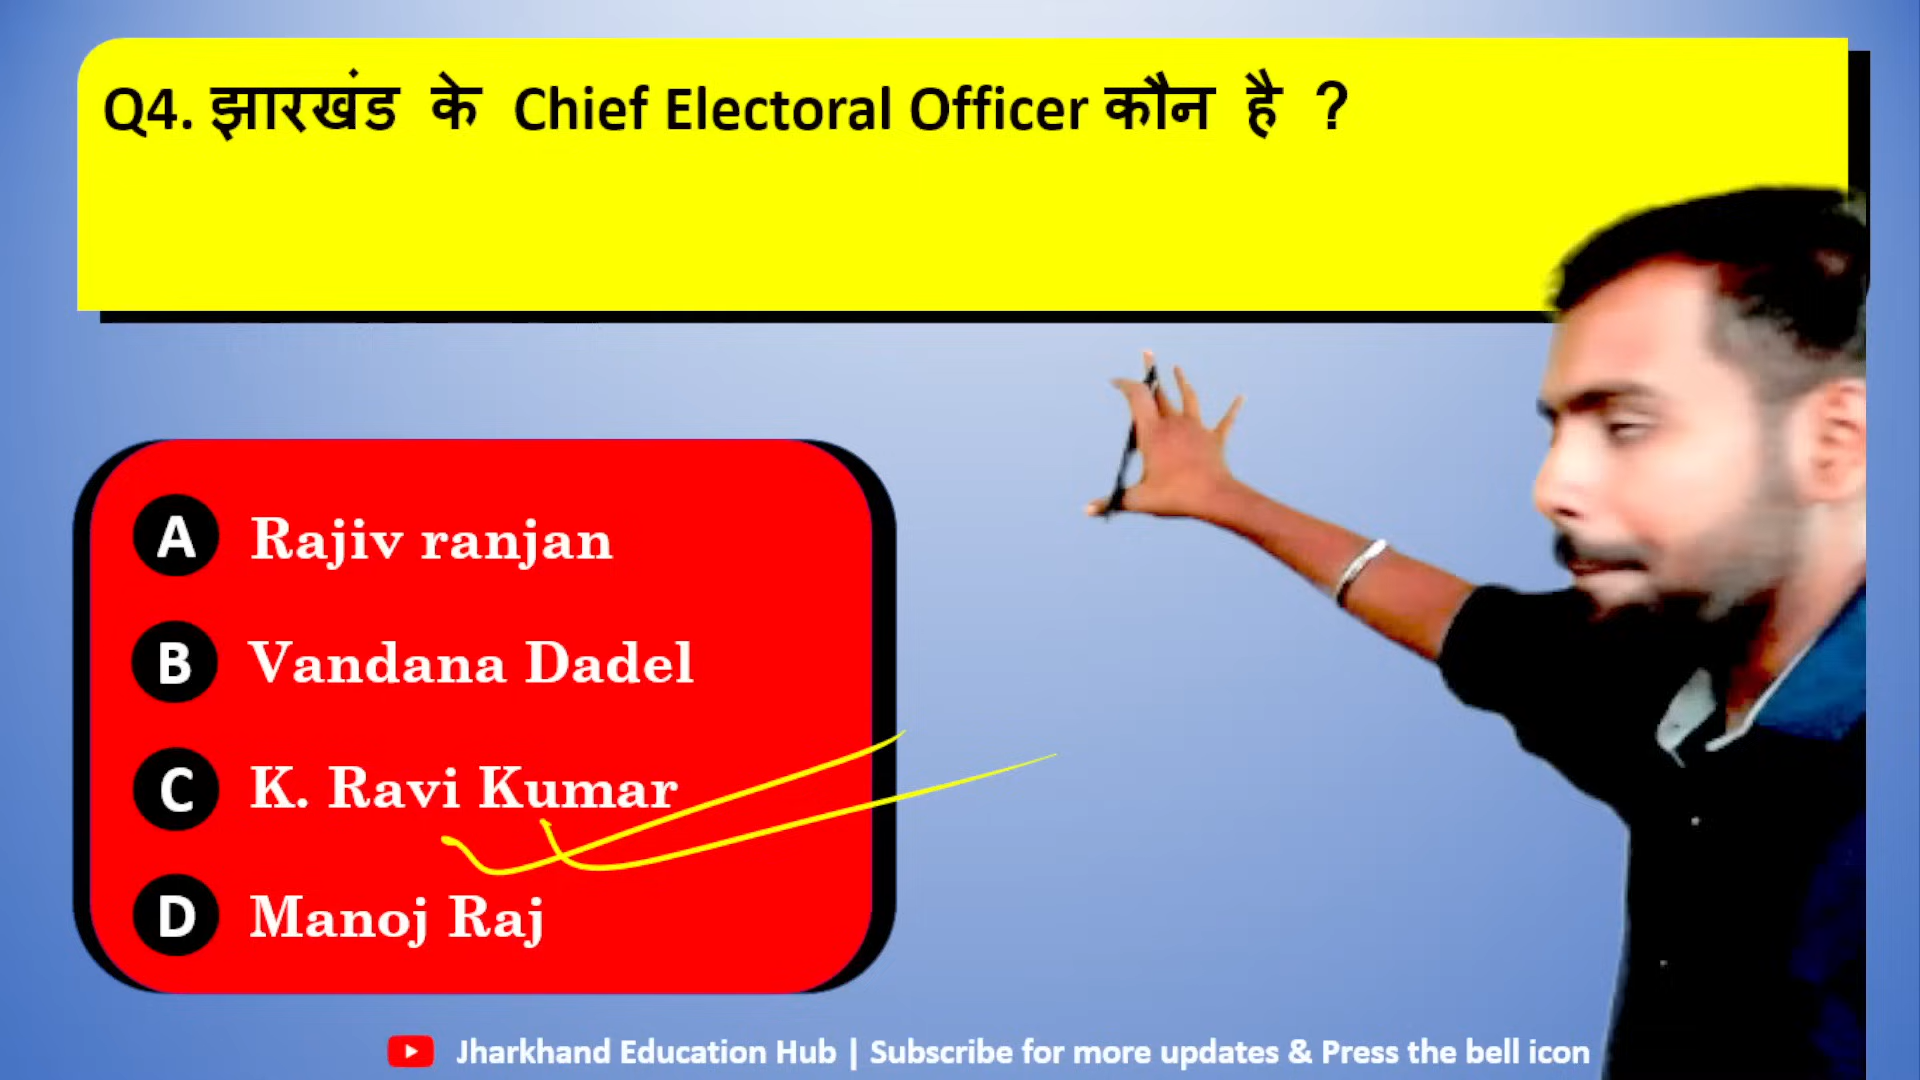 Q4. झारखंड के Chief Electoral Officer कौन है ?
A Rajiv ranjan
B Vandana Dadel
C K. Ravi Kumar
D Manoj Raj
Jharkhand Education Hub | Subscribe for more updates & Press the bell icon